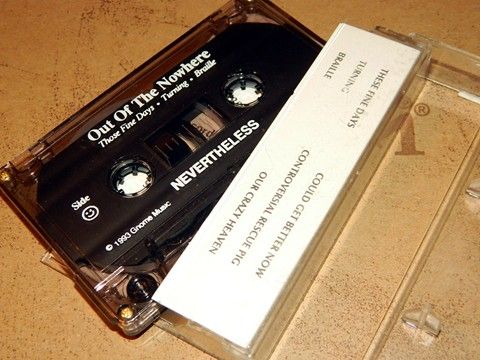 Out Of The Nowhere
Those Fine Days • Turning • Braille
NEVERTHELESS
Side
© 1993 Gnome Music
THESE FINE DAYS
TURNING
BRAILLE
COULD GET BETTER NOW
CONTROVERSIAL RESCUE PIG
OUR CRAZY HEAVEN
®